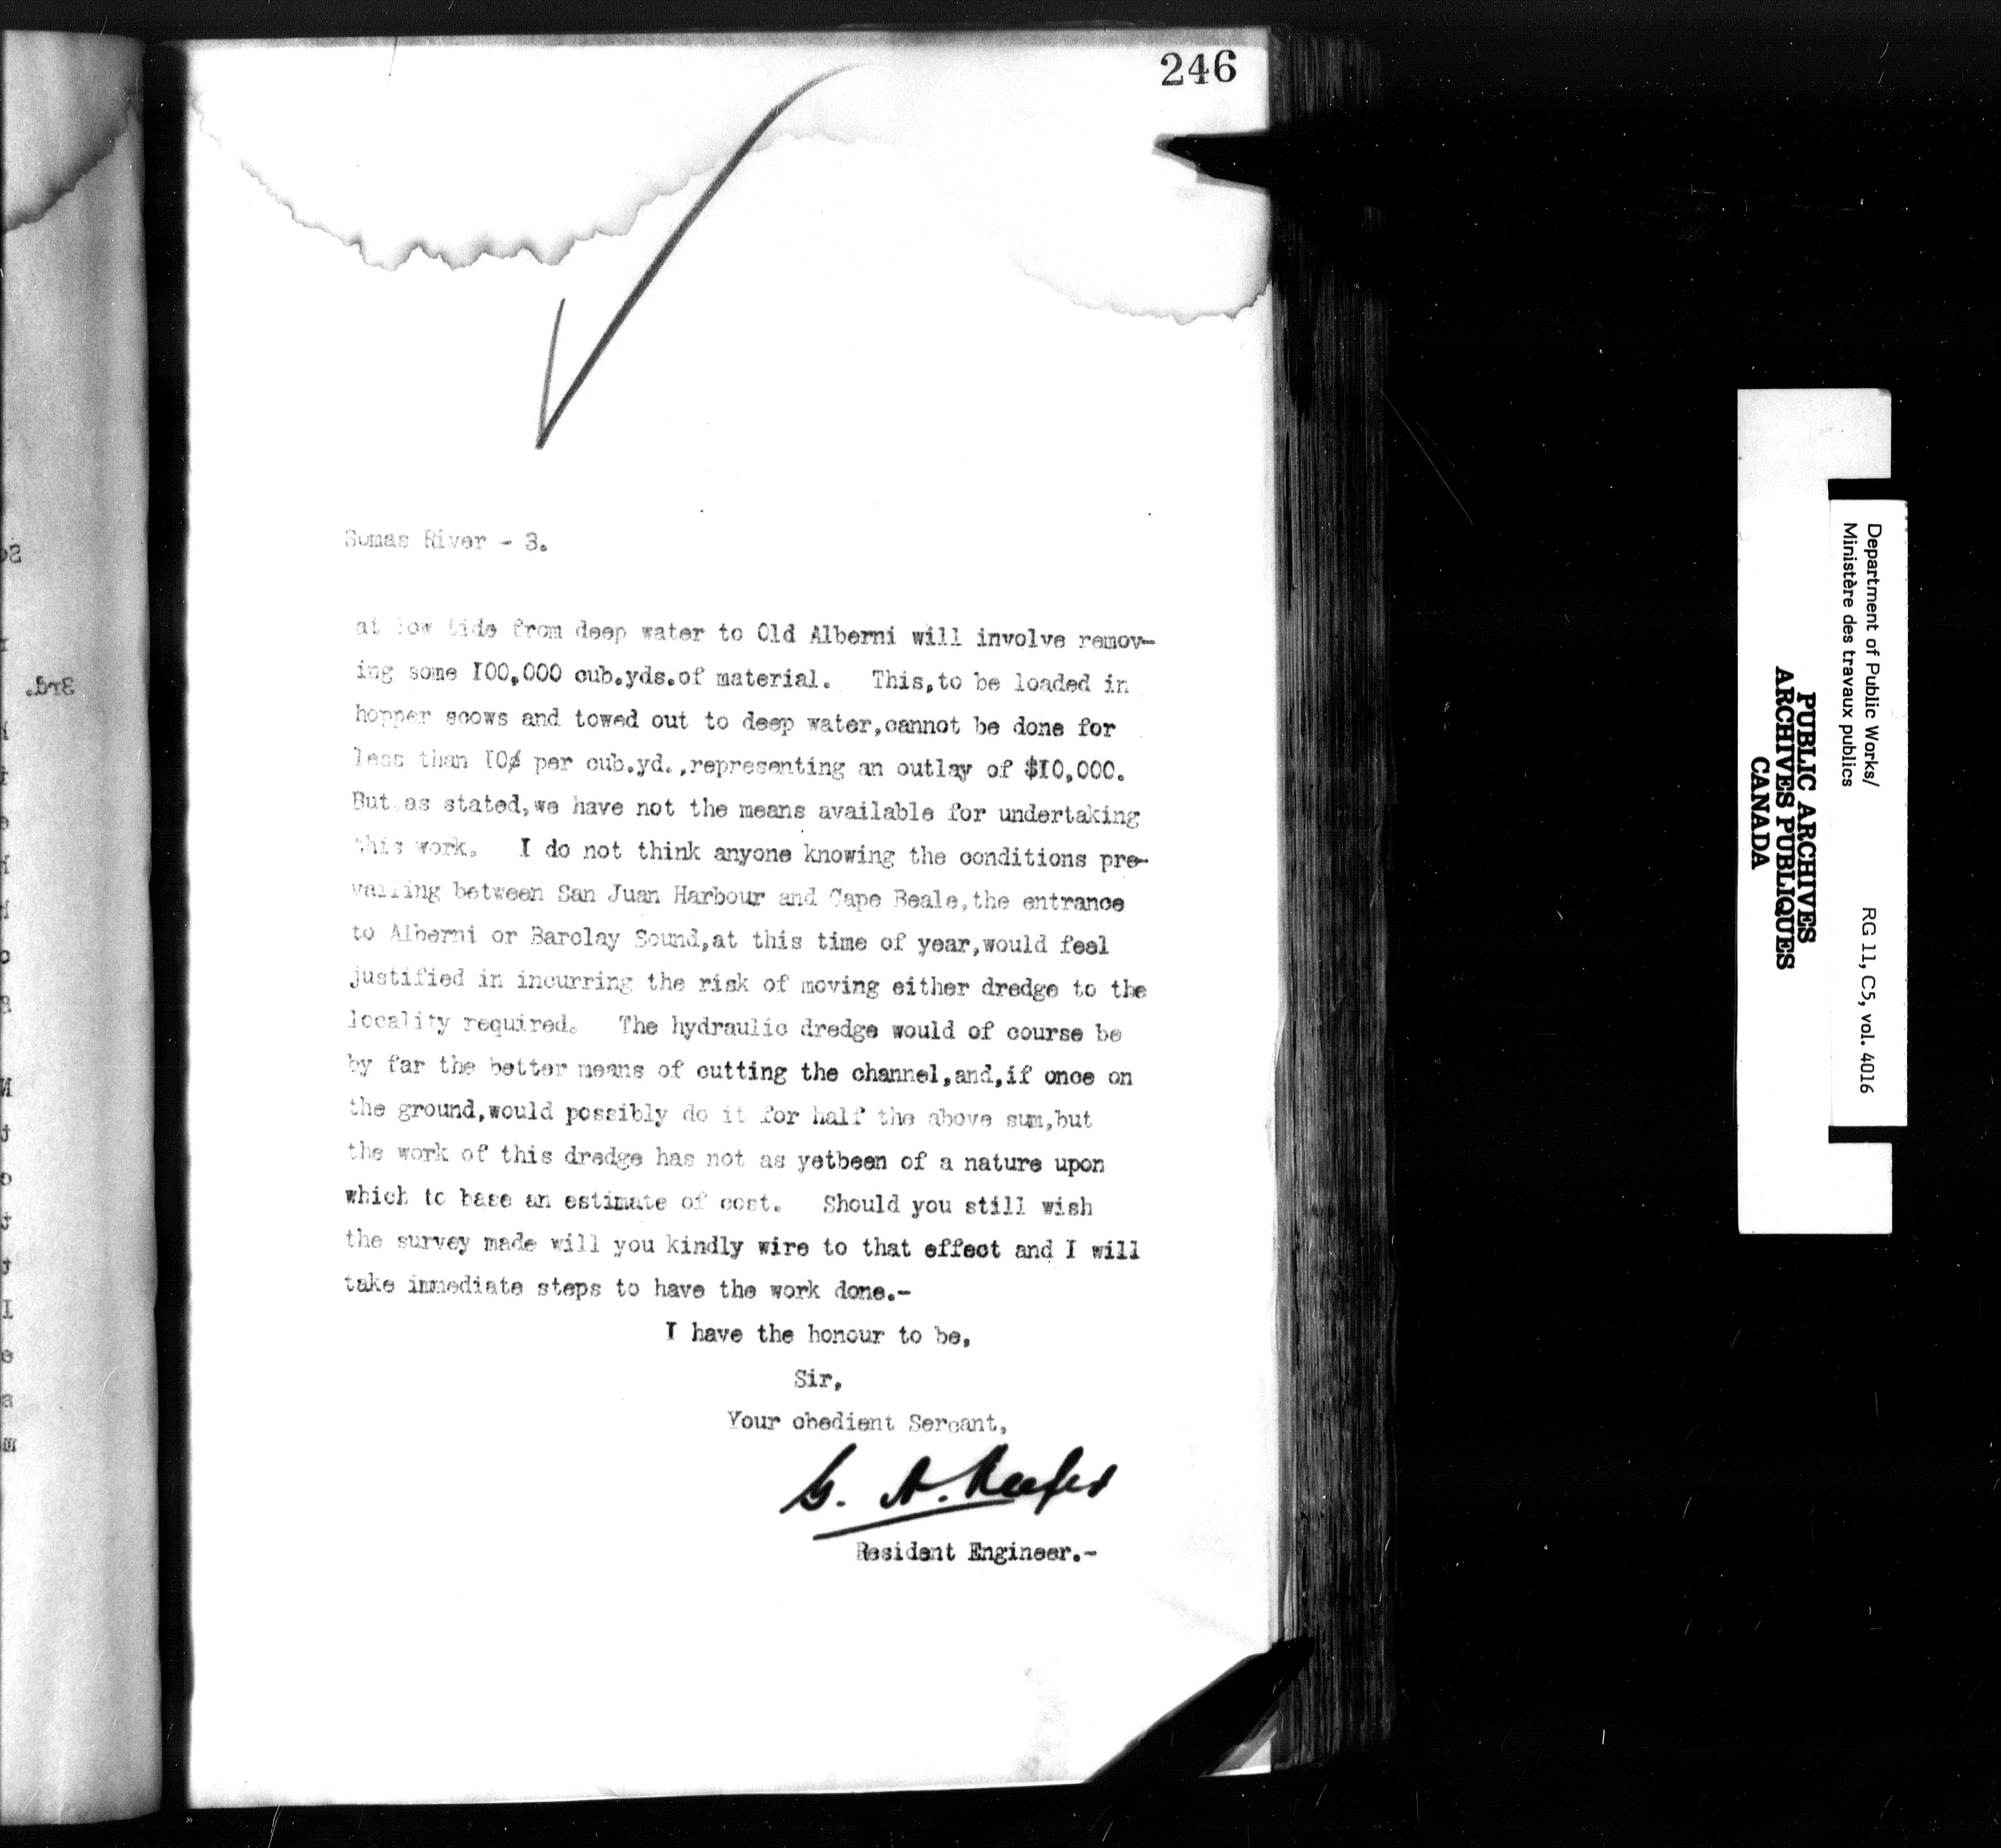 246
Somas River - 3.
at low tide from deep water to Old Alberni will involve remov-
ing some 100,000 cub.yds.of material. This,to be loaded in
hopper scows and towed out to deep water,cannot be done for
less than 10¢ per cub.yd.,representing an outlay of $10,000.
But as stated,we have not the means available for undertaking
this work. I do not think anyone knowing the conditions pre-
vailing between San Juan Harbour and Cape Beale,the entrance
to Alberni or Barclay Sound,at this time of year,would feel
justified in incurring the risk of moving either dredge to the
locality required. The hydraulic dredge would of course be
by far the better means of cutting the channel,and,if once on
the ground,would possibly do it for half the above sum,but
the work of this dredge has not as yetbeen of a nature upon
which to base an estimate of cost. Should you still wish
the survey made will you kindly wire to that effect and I will
take immediate steps to have the work done.-
I have the honour to be,
Sir,
Your obedient Sercant,
G. A. Keefer
Resident Engineer.-
3rd.
Department of Public Works/
Ministère des travaux publics
RG 11, C5, vol. 4016
PUBLIC ARCHIVES
ARCHIVES PUBLIQUES
CANADA